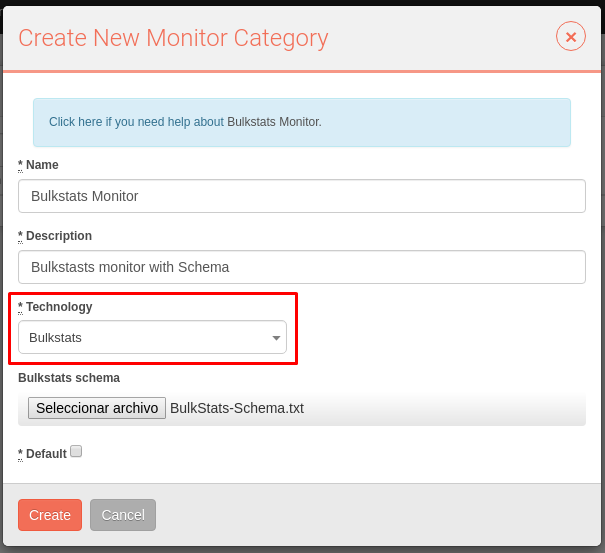 Create New Monitor Category
Click here if you need help about Bulkstats Monitor.
* Name
Bulkstats Monitor
* Description
Bulkstasts monitor with Schema
* Technology
Bulkstats
Bulkstats schema
Seleccionar archivo BulkStats-Schema.txt
* Default
Create Cancel